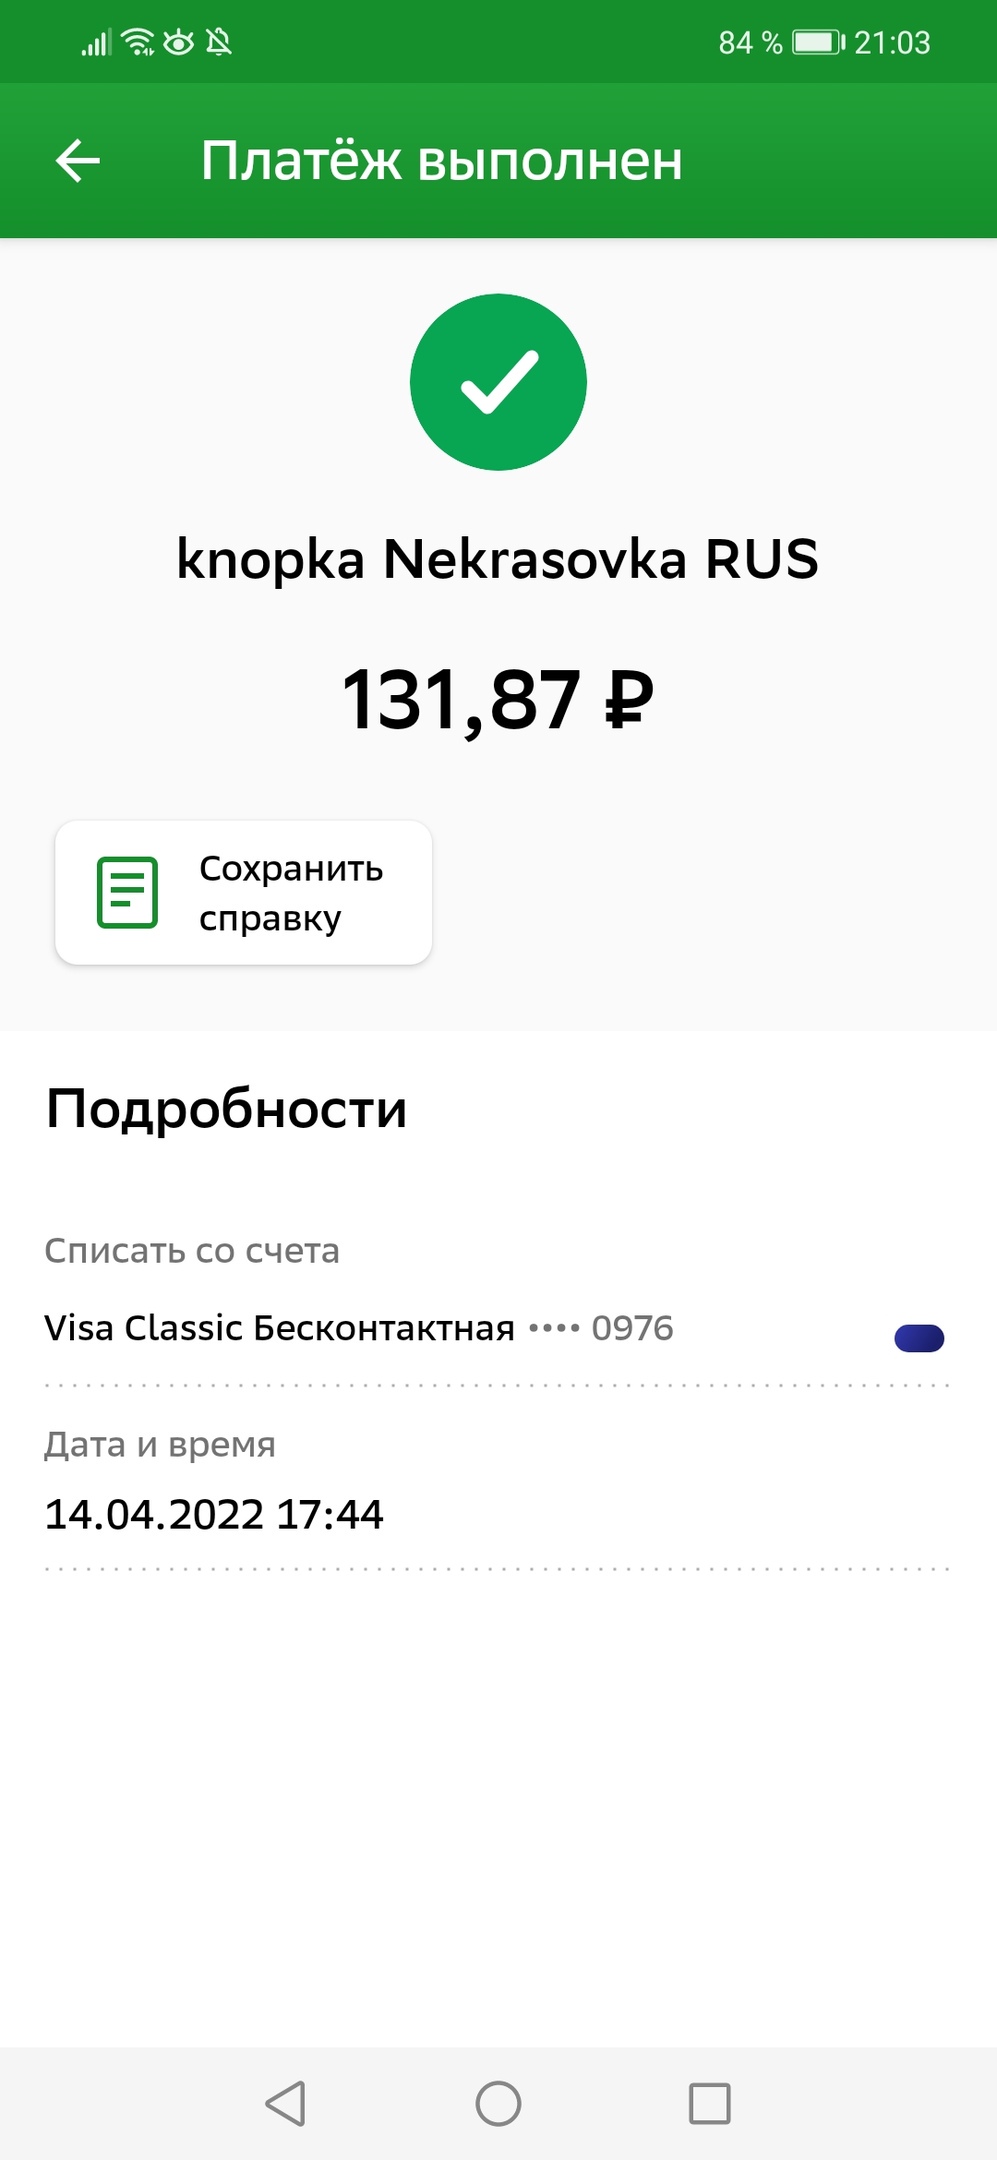 84 % 21:03
Платёж выполнен
knopka Nekrasovka RUS
131,87 ₽
Сохранить
справку
Подробности
Списать со счета
Visa Classic Бесконтактная •••• 0976
Дата и время
14.04.2022 17:44